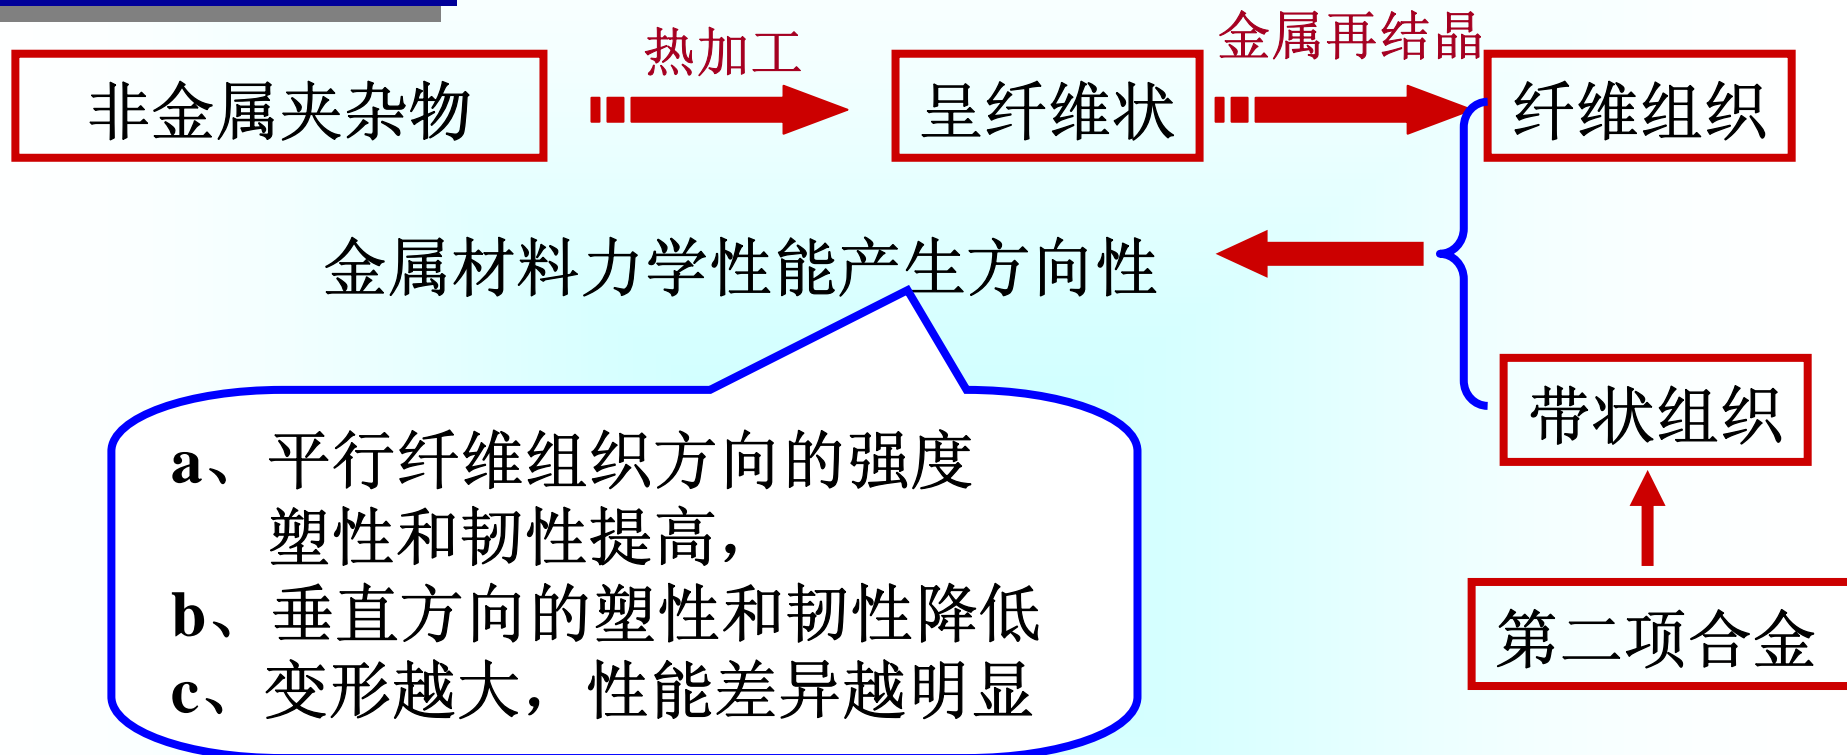 热加工
金属再结晶
非金属夹杂物
呈纤维状
纤维组织
金属材料力学性能产生方向性
带状组织
a、平行纤维组织方向的强度
塑性和韧性提高，
b、垂直方向的塑性和韧性降低
c、变形越大，性能差异越明显
第二项合金